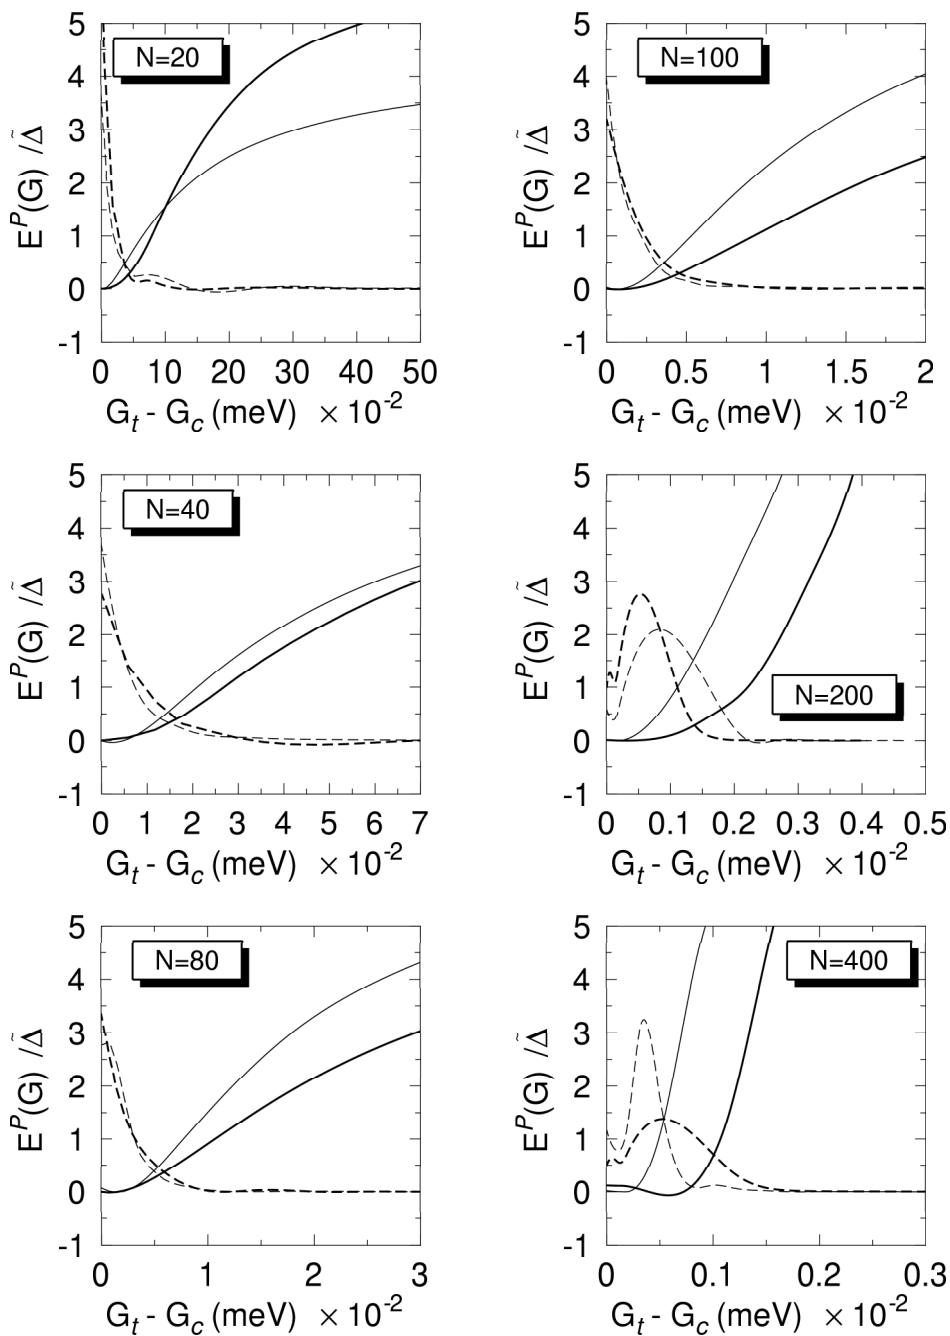 N=20
5
4
3
2
1
0
-1
E^P(G) /Δ̃
0 10 20 30 40 50
G_t - G_c (meV) × 10^-2
N=100
5
4
3
2
1
0
-1
E^P(G) /Δ̃
0 0.5 1 1.5 2
G_t - G_c (meV) × 10^-2
N=40
5
4
3
2
1
0
-1
E^P(G) /Δ̃
0 1 2 3 4 5 6 7
G_t - G_c (meV) × 10^-2
N=200
5
4
3
2
1
0
-1
E^P(G) /Δ̃
0 0.1 0.2 0.3 0.4 0.5
G_t - G_c (meV) × 10^-2
N=80
5
4
3
2
1
0
-1
E^P(G) /Δ̃
0 1 2 3
G_t - G_c (meV) × 10^-2
N=400
5
4
3
2
1
0
-1
E^P(G) /Δ̃
0 0.1 0.2 0.3
G_t - G_c (meV) × 10^-2